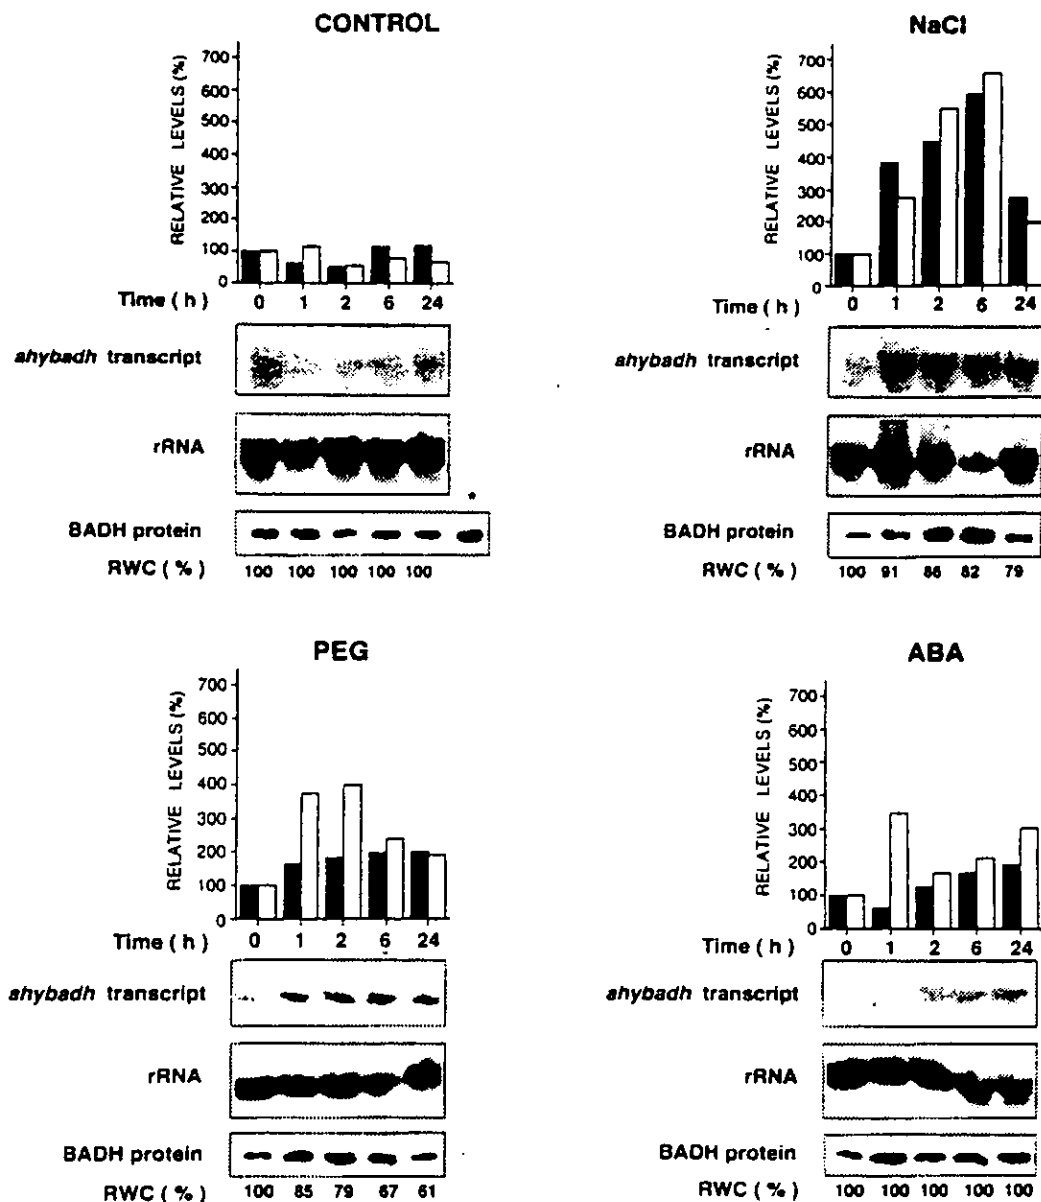 CONTROL
RELATIVE LEVELS (%)
700
600
500
400
300
200
100
0
Time ( h ) 0 1 2 6 24
ahybadh transcript
rRNA
*
BADH protein
RWC ( % ) 100 100 100 100 100
NaCl
RELATIVE LEVELS (%)
700
600
500
400
300
200
100
0
Time ( h ) 0 1 2 6 24
ahybadh transcript
rRNA
BADH protein
RWC ( % ) 100 91 86 82 79
PEG
RELATIVE LEVELS (%)
700
600
500
400
300
200
100
0
Time ( h ) 0 1 2 6 24
ahybadh transcript
rRNA
BADH protein
RWC ( % ) 100 85 79 67 61
ABA
RELATIVE LEVELS (%)
700
600
500
400
300
200
100
0
Time ( h ) 0 1 2 6 24
ahybadh transcript
rRNA
BADH protein
RWC ( % ) 100 100 100 100 100